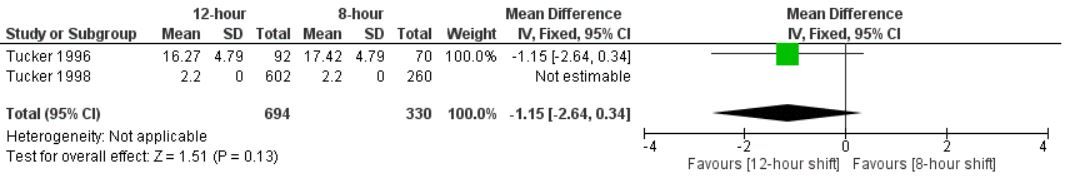 12-hour 8-hour Mean Difference Mean Difference
Study or Subgroup Mean SD Total Mean SD Total Weight IV, Fixed, 95% CI IV, Fixed, 95% CI
Tucker 1996 16.27 4.79 92 17.42 4.79 70 100.0% -1.15 [-2.64, 0.34]
Tucker 1998 2.2 0 602 2.2 0 260 Not estimable
Total (95% CI) 694 330 100.0% -1.15 [-2.64, 0.34]
Heterogeneity: Not applicable
Test for overall effect: Z = 1.51 (P = 0.13)
-4 -2 0 2 4
Favours [12-hour shift] Favours [8-hour shift]